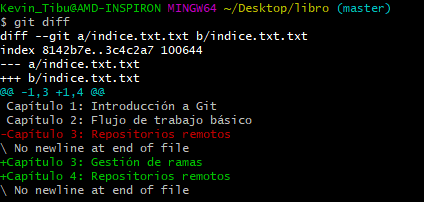 Kevin_Tibu@AMD-INSPIRON MINGW64 ~/Desktop/libro (master)
$ git diff
diff --git a/indice.txt.txt b/indice.txt.txt
index 8142b7e..3c4c2a7 100644
--- a/indice.txt.txt
+++ b/indice.txt.txt
@@ -1,3 +1,4 @@
 Capítulo 1: Introducción a Git
 Capítulo 2: Flujo de trabajo básico
-Capítulo 3: Repositorios remotos
\ No newline at end of file
+Capítulo 3: Gestión de ramas
+Capítulo 4: Repositorios remotos
\ No newline at end of file